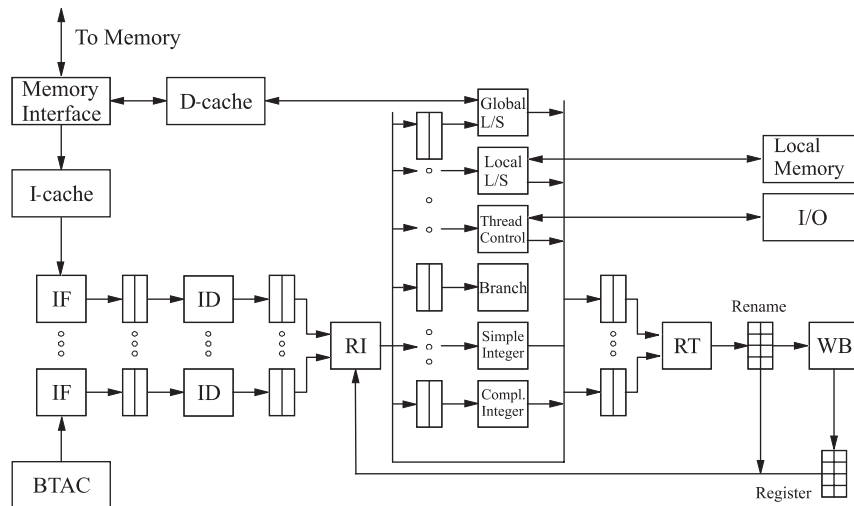 To Memory
Memory
Interface
D-cache
Global
L/S
Local
L/S
Local
Memory
I-cache
Thread
Control
I/O
IF
ID
Branch
Rename
RI
Simple
Integer
RT
WB
IF
ID
Compl.
Integer
BTAC
Register